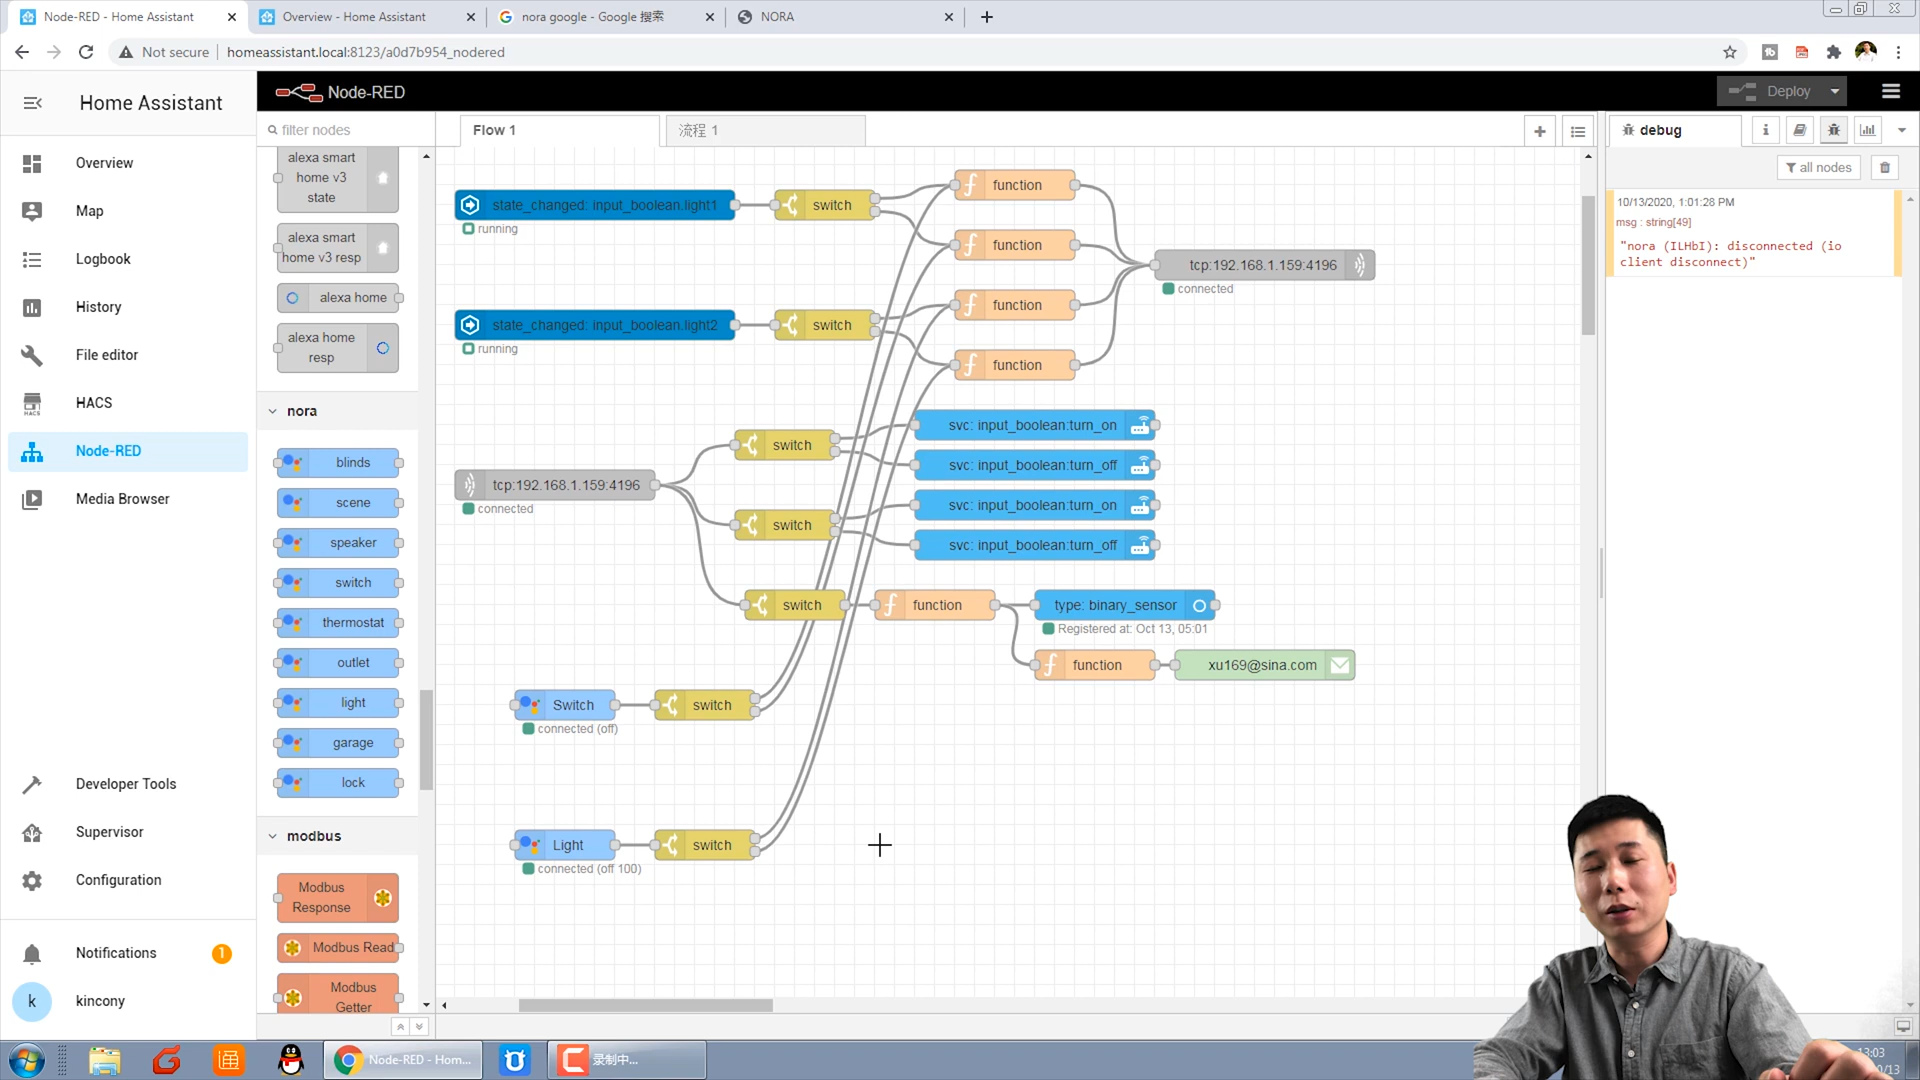 Node-RED - Home Assistant
Overview - Home Assistant
nora google - Google 搜索
NORA
Not secure
homeassistant.local:8123/a0d7b954_nodered
Home Assistant
Overview
Map
Logbook
History
File editor
HACS
HACS
Node-RED
Media Browser
Developer Tools
Supervisor
Configuration
Notifications
1
k
kincony
Node-RED
Deploy
filter nodes
alexa smart
home v3
state
alexa smart
home v3 resp
alexa home
alexa home
resp
nora
blinds
scene
speaker
switch
thermostat
outlet
light
garage
lock
modbus
Modbus
Response
Modbus Read
Modbus
Getter
Flow 1
流程 1
state_changed: input_boolean.light1
running
switch
function
function
tcp:192.168.1.159:4196
connected
state_changed: input_boolean.light2
running
switch
function
function
tcp:192.168.1.159:4196
connected
switch
svc: input_boolean:turn_on
svc: input_boolean:turn_off
switch
svc: input_boolean:turn_on
svc: input_boolean:turn_off
switch
function
type: binary_sensor
Registered at: Oct 13, 05:01
function
xu169@sina.com
Switch
connected (off)
switch
Light
connected (off 100)
switch
debug
i
all nodes
10/13/2020, 1:01:28 PM
msg : string[49]
"nora (ILHbI): disconnected (io
client disconnect)"
通
Node-RED - Hom...
录制中...
13:03
0/13